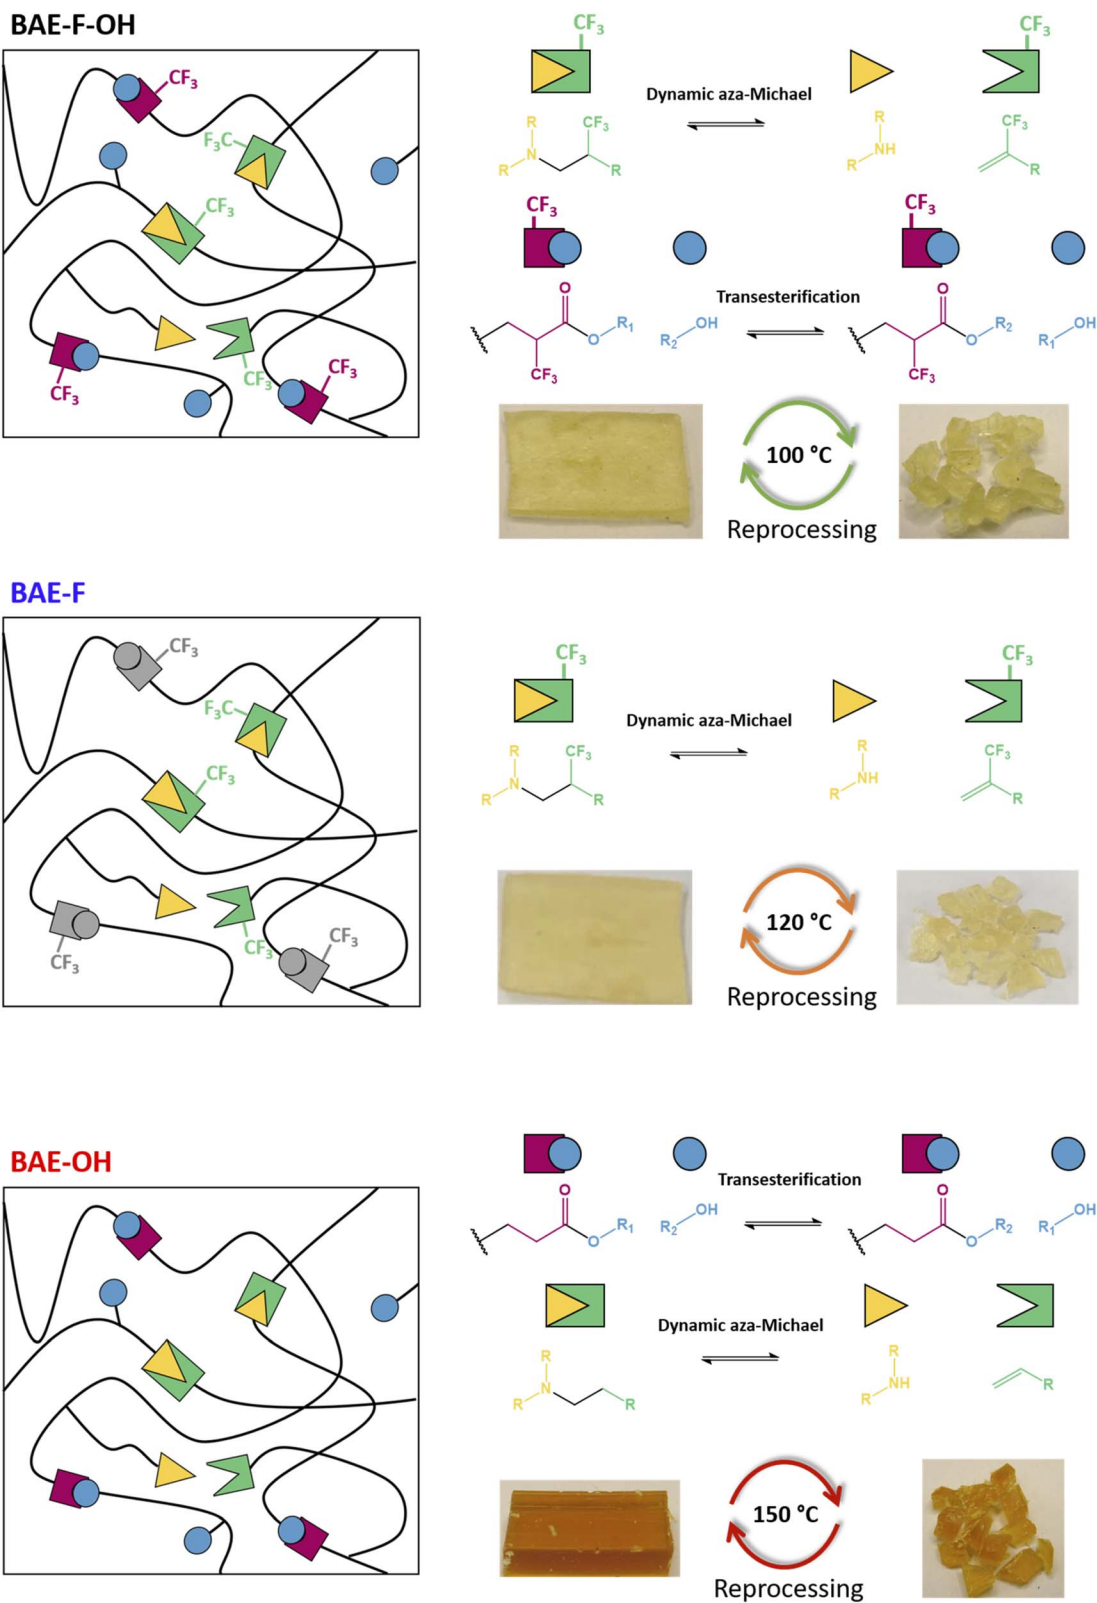 BAE-F-OH
CF3
F3C
CF3
CF3
CF3
CF3
CF3
CF3
Dynamic aza-Michael
R
R
N
CF3
R
R
R
NH
CF3
R
CF3
CF3
Transesterification
O
O
R1
CF3
R2
OH
O
O
R2
CF3
R1
OH
100 °C
Reprocessing
BAE-F
CF3
F3C
CF3
CF3
CF3
CF3
CF3
CF3
Dynamic aza-Michael
R
R
N
CF3
R
R
R
NH
CF3
R
120 °C
Reprocessing
BAE-OH
Transesterification
O
O
R1
R2
OH
O
O
R2
R1
OH
Dynamic aza-Michael
R
R
N
R
R
R
NH
R
150 °C
Reprocessing